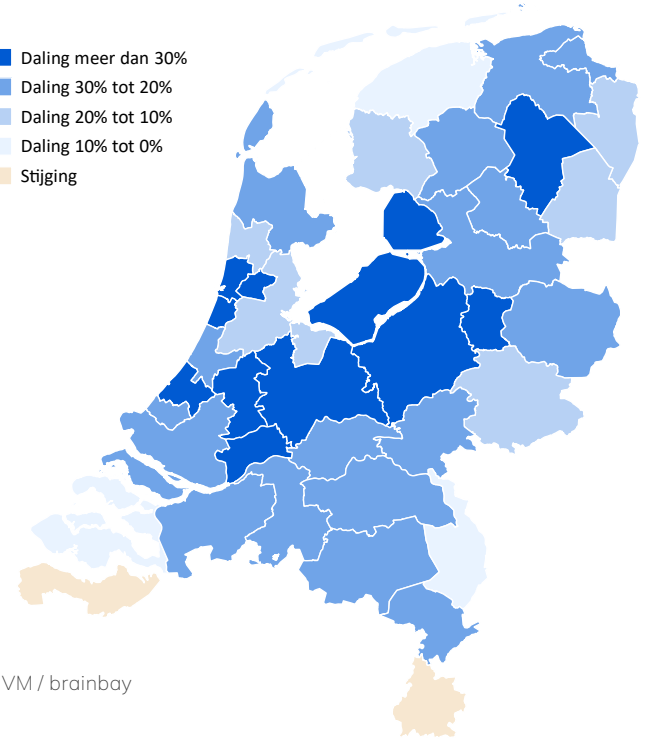 Daling meer dan 30%
Daling 30% tot 20%
Daling 20% tot 10%
Daling 10% tot 0%
Stijging
VM / brainbay